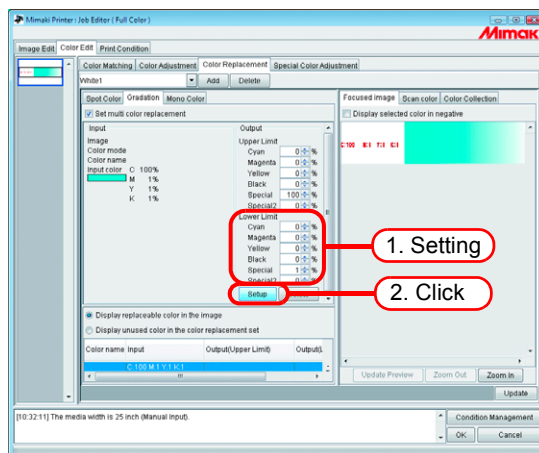 Mimaki Printer : Job Editor ( Full Color )
Mimaki
Image Edit Color Edit Print Condition
Color Matching Color Adjustment Color Replacement Special Color Adjustment
White1 Add Delete
Spot Color Gradation Mono Color
Focused image Scan color Color Collection
Set multi color replacement
Display selected color in negative
Input Output
Image Upper Limit
Color mode Cyan 0 %
Color name Magenta 0 %
Input color C 100% Yellow 0 %
M 1% Black 0 %
Y 1% Special 100 %
K 1% Special2 0 %
C:100 M:1 Y:1 K:1
Lower Limit
Cyan 0 %
Magenta 0 %
Yellow 0 %
Black 0 %
Special 1 %
Special2 0 %
1. Setting
Setup
2. Click
Display replaceable color in the image
Display unused color in the color replacement set
Color name Input Output(Upper Limit) Output(L
C:100 M:1 Y:1 K:1
Update Preview Zoom Out Zoom In
Update
[10:32:11] The media width is 25 inch (Manual Input).
Condition Management
OK Cancel